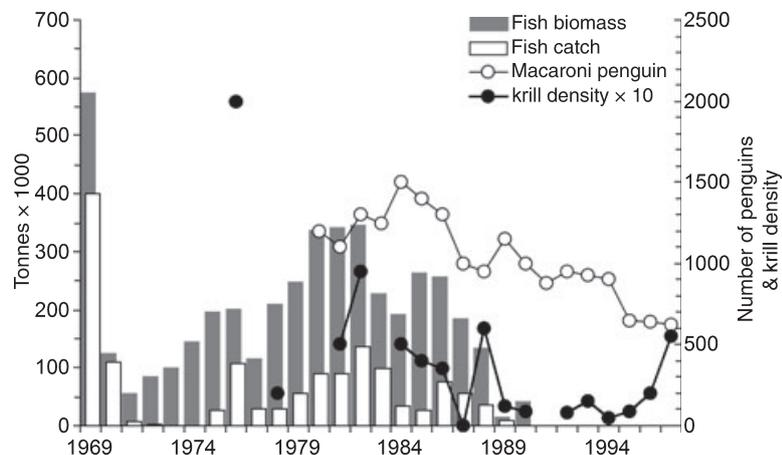 700
600
500
400
300
200
100
0
Tonnes × 1000
Fish biomass
Fish catch
Macaroni penguin
krill density × 10
2500
2000
1500
1000
500
0
Number of penguins
& krill density
1969
1974
1979
1984
1989
1994